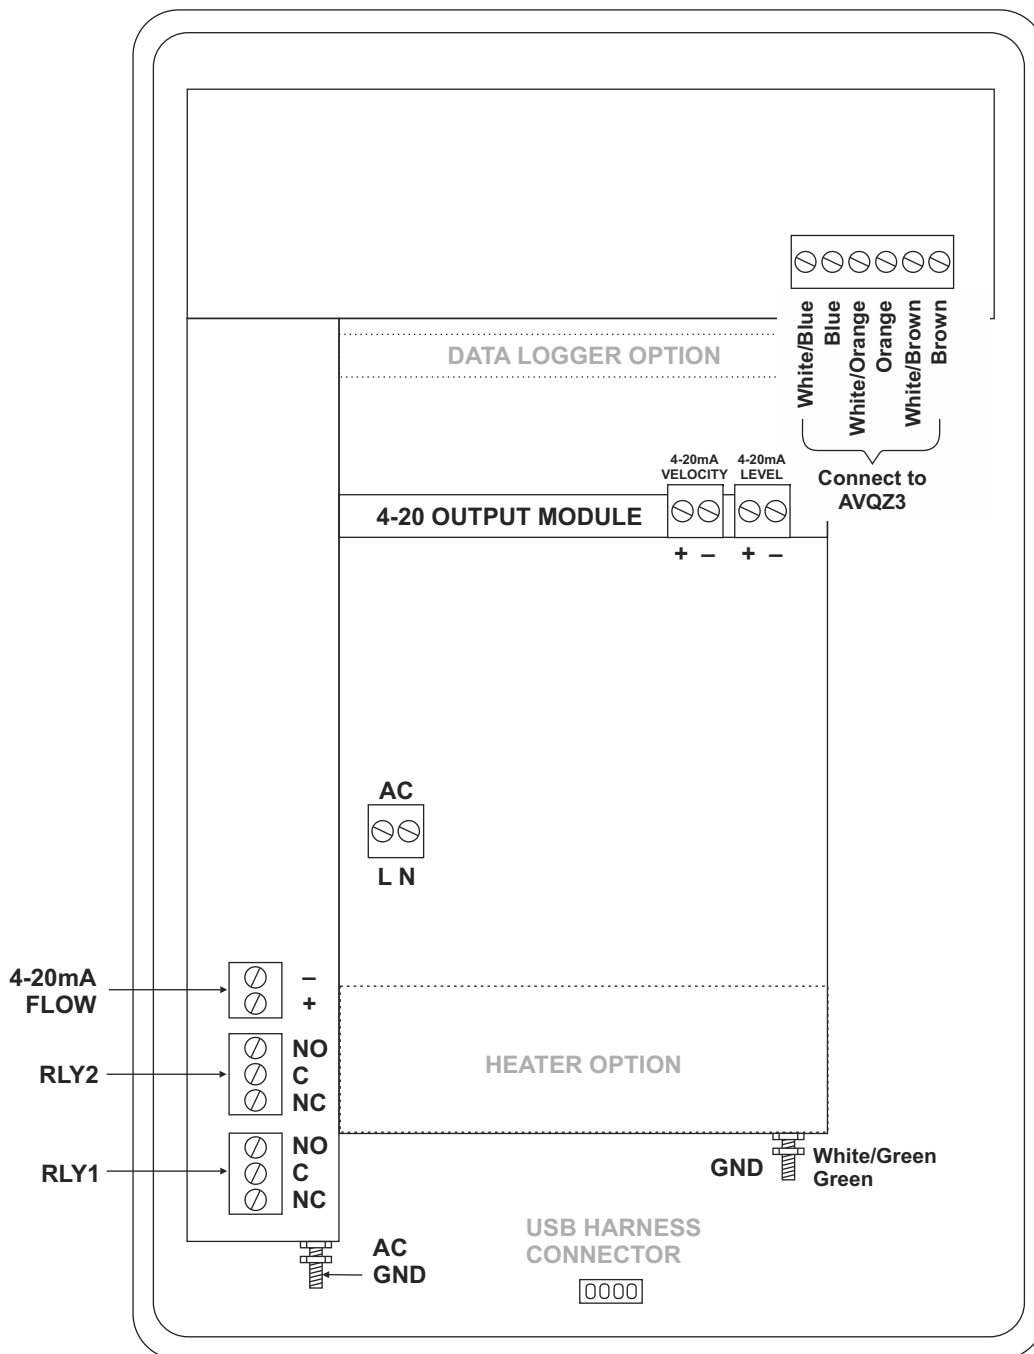 White/Blue
Blue
White/Orange
Orange
White/Brown
Brown
Connect to
AVQZ3
DATA LOGGER OPTION
4-20mA
VELOCITY
4-20mA
LEVEL
4-20 OUTPUT MODULE
+ –
+ –
AC
L N
4-20mA
FLOW
–
+
RLY2
NO
C
NC
HEATER OPTION
RLY1
NO
C
NC
GND
White/Green
Green
AC
GND
USB HARNESS
CONNECTOR